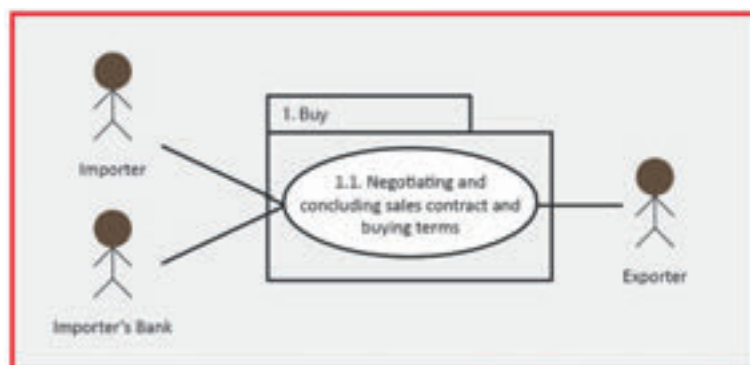 1. Buy
Importer
1.1. Negotiating and
concluding sales contract and
buying terms
Importer's Bank
Exporter